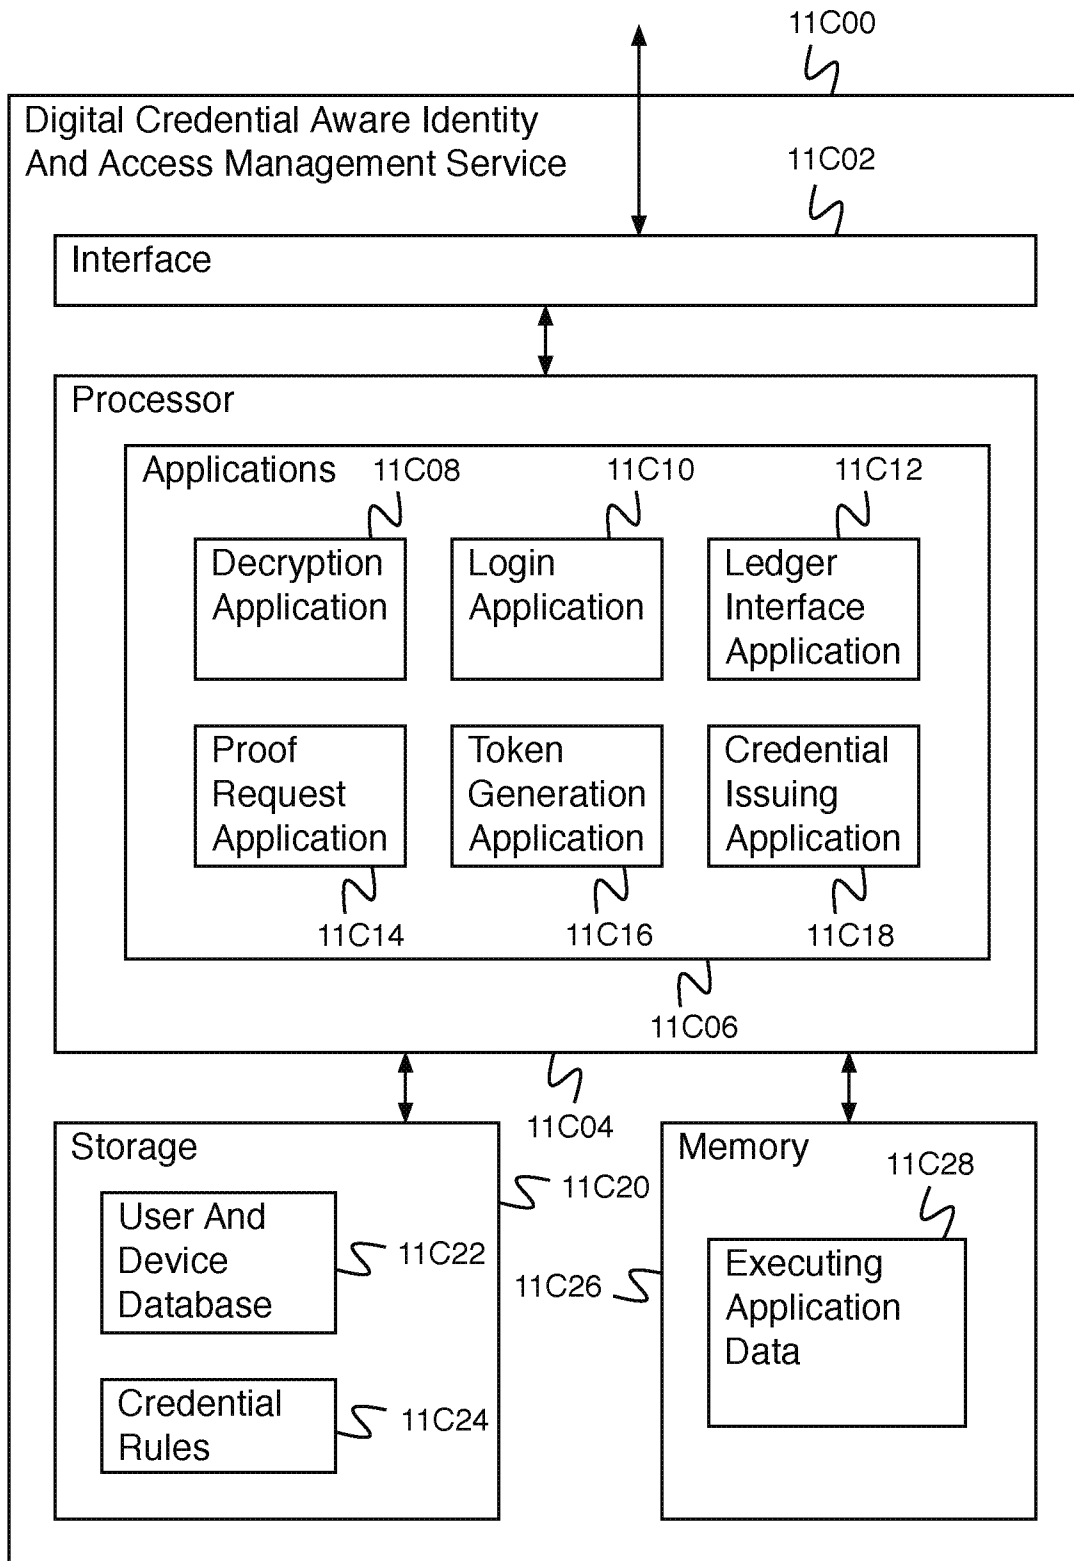 11C00
Digital Credential Aware Identity
And Access Management Service
11C02
Interface
Processor
Applications
11C08
11C10
11C12
Decryption
Application
Login
Application
Ledger
Interface
Application
Proof
Request
Application
Token
Generation
Application
Credential
Issuing
Application
11C14
11C16
11C18
11C06
11C04
Storage
11C20
User And
Device
Database
11C22
Credential
Rules
11C24
Memory
11C28
11C26
Executing
Application
Data